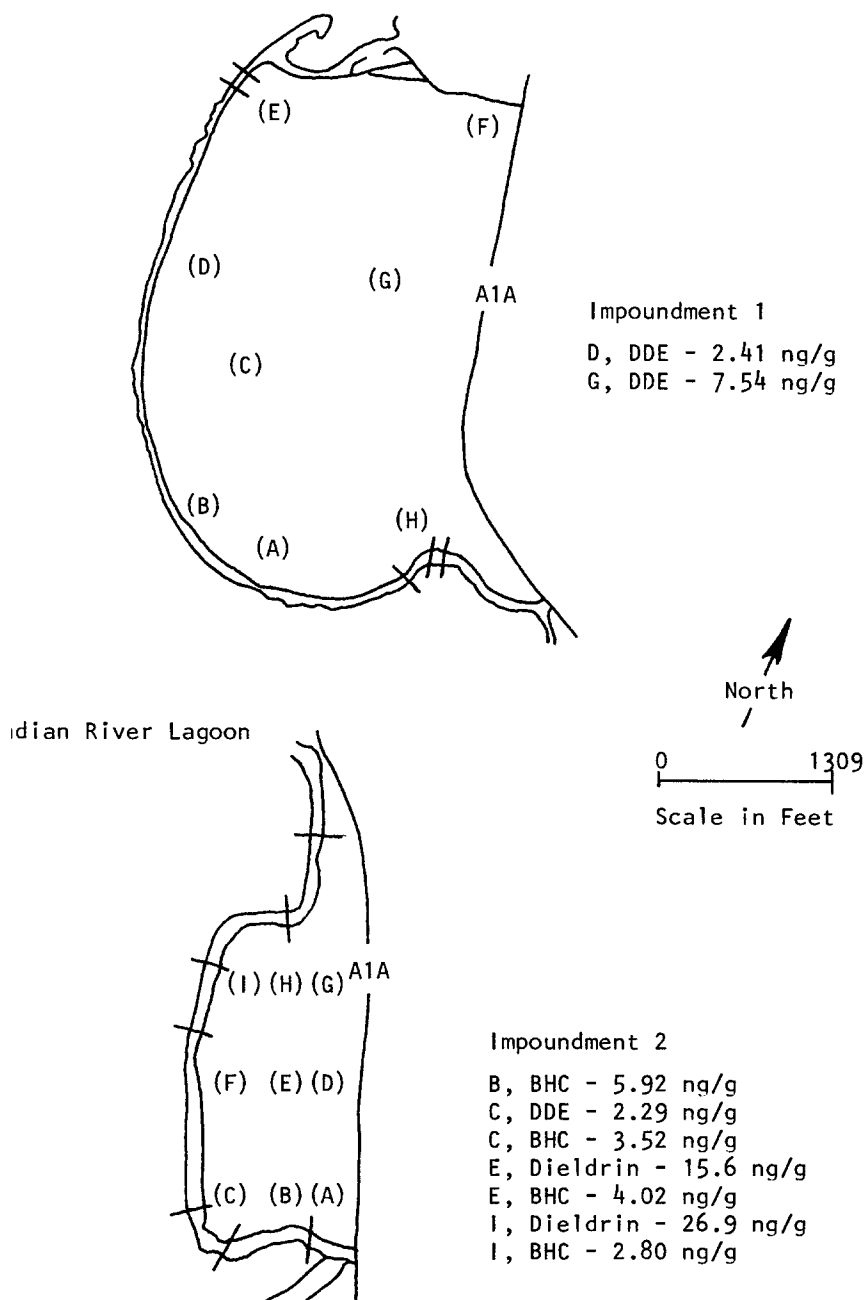 (E)
(F)
(D)
(G)
A1A
Impoundment 1
D, DDE - 2.41 ng/g
G, DDE - 7.54 ng/g
(C)
(B)
(H)
(A)
North
dian River Lagoon
0 1309
Scale in Feet
(I) (H) (G) A1A
(F) (E) (D)
(C) (B) (A)
Impoundment 2
B, BHC - 5.92 ng/g
C, DDE - 2.29 ng/g
C, BHC - 3.52 ng/g
E, Dieldrin - 15.6 ng/g
E, BHC - 4.02 ng/g
I, Dieldrin - 26.9 ng/g
I, BHC - 2.80 ng/g